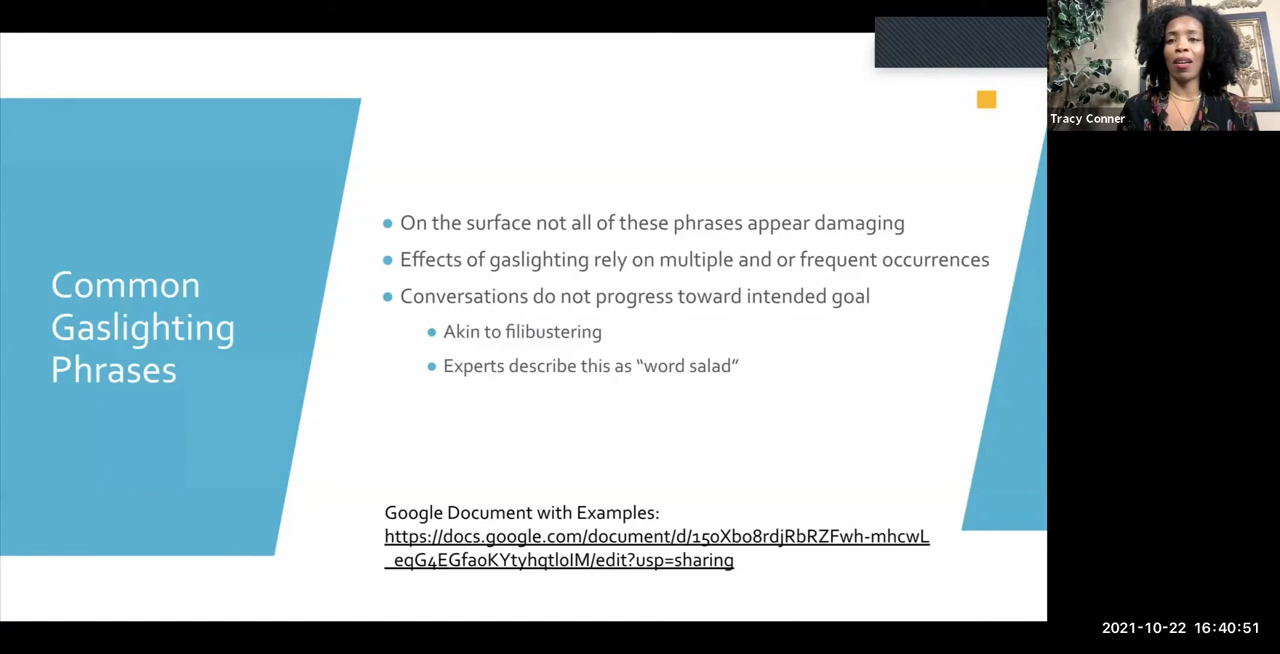 Tracy Conner
Common
Gaslighting
Phrases
On the surface not all of these phrases appear damaging
Effects of gaslighting rely on multiple and or frequent occurrences
Conversations do not progress toward intended goal
Akin to filibustering
Experts describe this as “word salad”
Google Document with Examples:
https://docs.google.com/document/d/15oXbo8rdjRbRZFwh-mhcwL
_eqG4EGfaoKYtyhqtloIM/edit?usp=sharing
2021-10-22 16:40:51